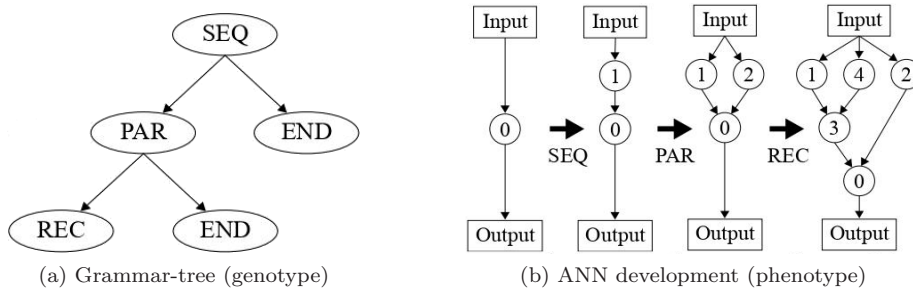 SEQ
PAR
END
REC
END
(a) Grammar-tree (genotype)
Input
0
Output
SEQ
Input
1
0
Output
PAR
Input
1 2
0
Output
REC
Input
1 4 2
3
0
Output
(b) ANN development (phenotype)